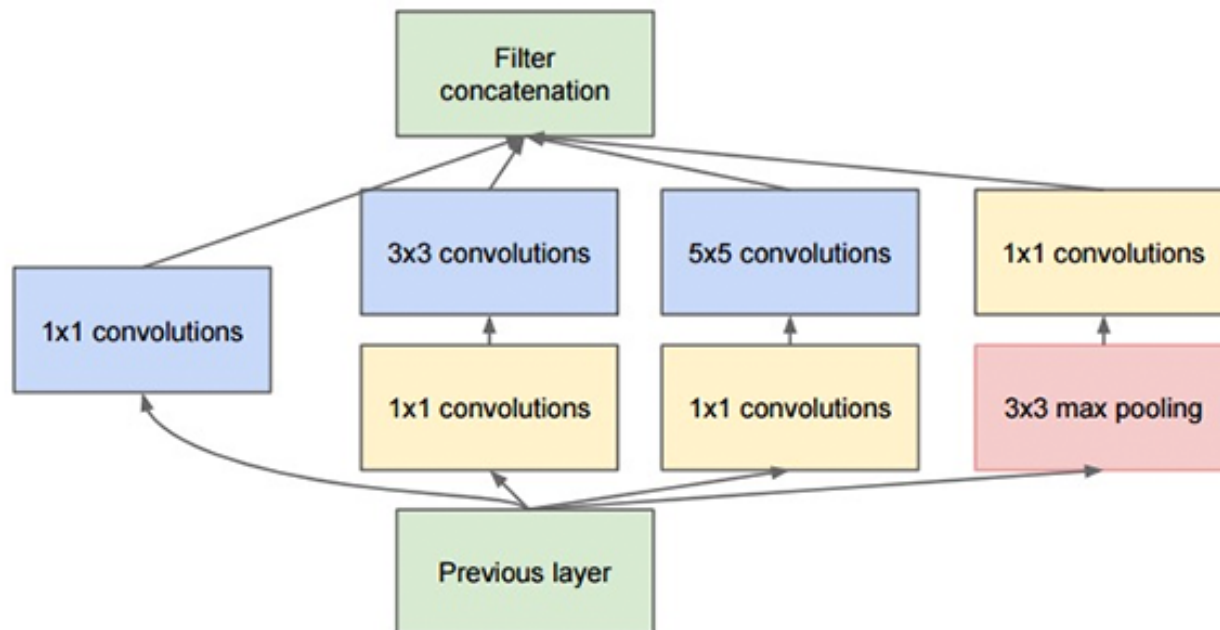 Filter
concatenation
3x3 convolutions
5x5 convolutions
1x1 convolutions
1x1 convolutions
1x1 convolutions
1x1 convolutions
3x3 max pooling
Previous layer